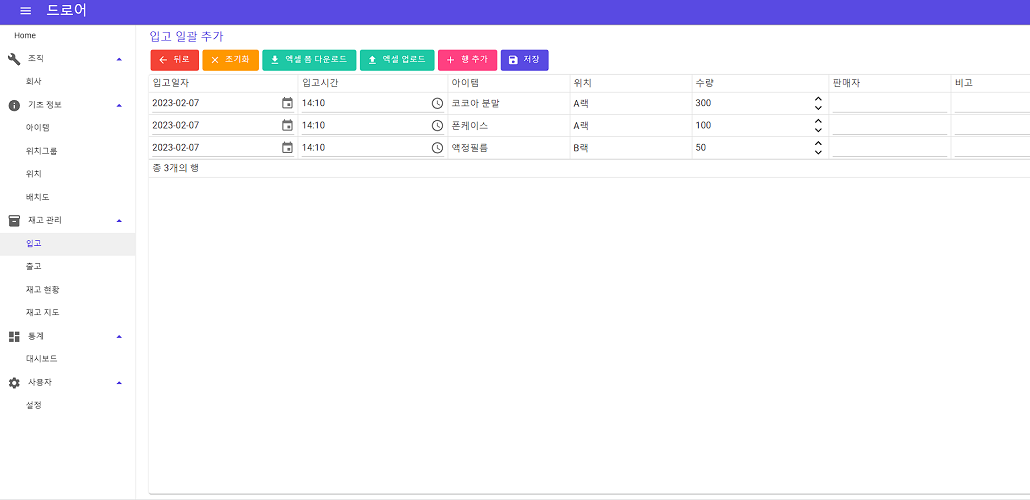 드로어
Home
조직
회사
기조 정보
아이템
위치그룹
위치
배치도
재고 관리
입고
출고
재고 현황
재고 지도
통계
대시보드
사용자
설정
입고 일괄 추가
뒤로 초기화 엑셀 폼 다운로드 엑셀 업로드 행 추가 저장
입고일자 입고시간 아이템 위치 수량 판매자 비고
2023-02-07 14:10 코코아 분말 A랙 300
2023-02-07 14:10 폰케이스 A랙 100
2023-02-07 14:10 액정필름 B랙 50
총 3개의 행